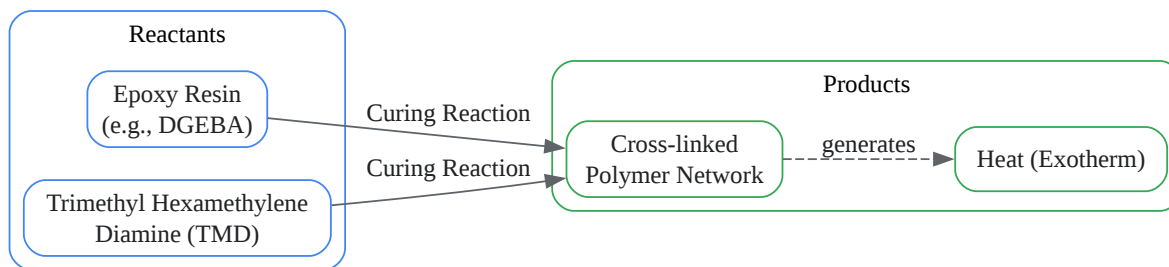 Reactants
Epoxy Resin
(e.g., DGEBA)
Trimethyl Hexamethylene
Diamine (TMD)
Curing Reaction
Curing Reaction
Products
Cross-linked
Polymer Network
generates
Heat (Exotherm)